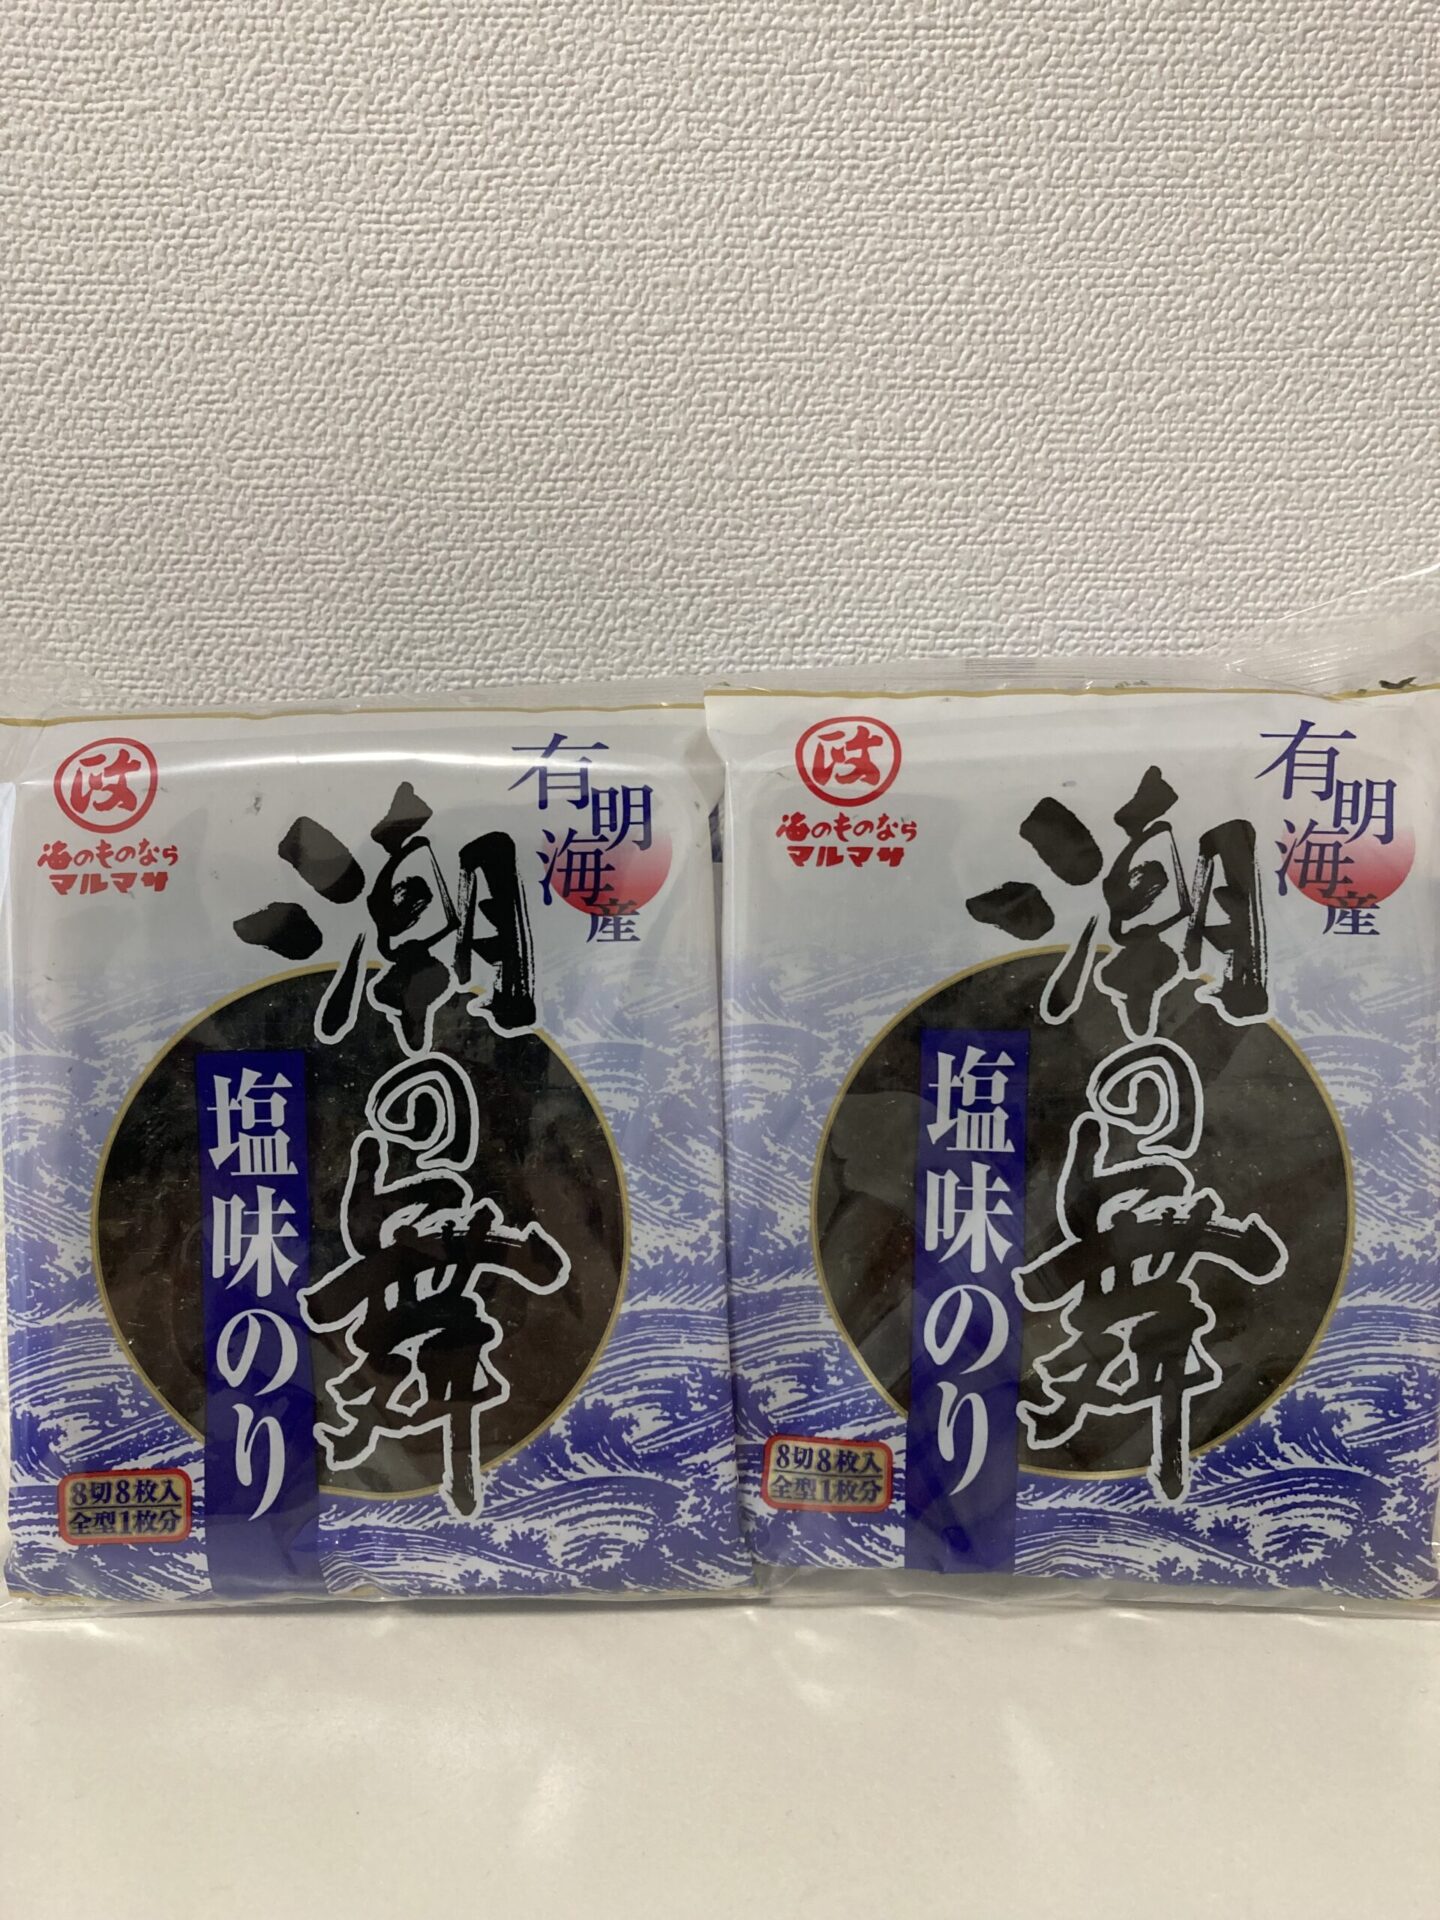 政
海のものなら
マルマサ
有明海産
潮の舞
塩味のり
8切8枚入
全型1枚分
政
海のものなら
マルマサ
有明海産
潮の舞
塩味のり
8切8枚入
全型1枚分